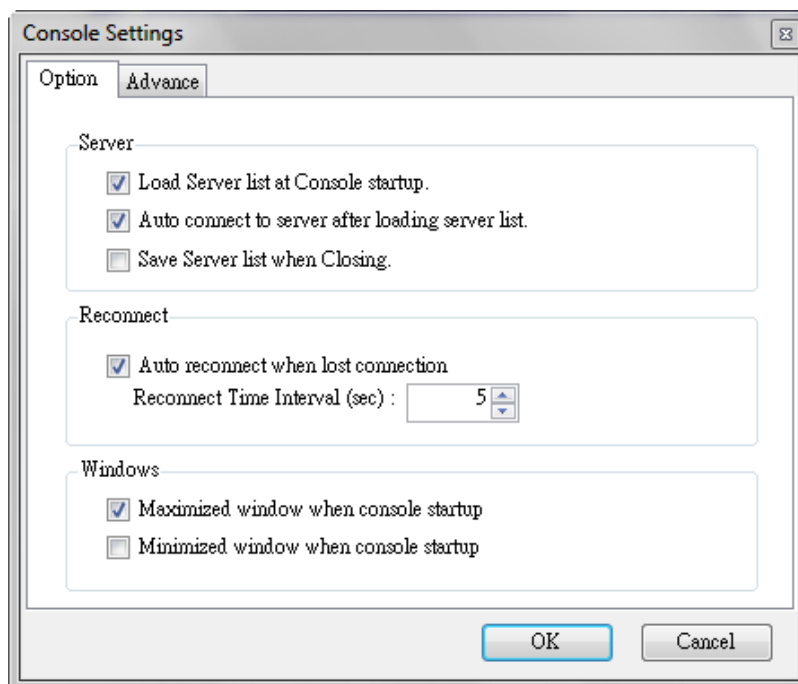 Console Settings
Option Advance
Server
Load Server list at Console startup.
Auto connect to server after loading server list.
Save Server list when Closing.
Reconnect
Auto reconnect when lost connection
Reconnect Time Interval (sec) : 5
Windows
Maximized window when console startup
Minimized window when console startup
OK Cancel